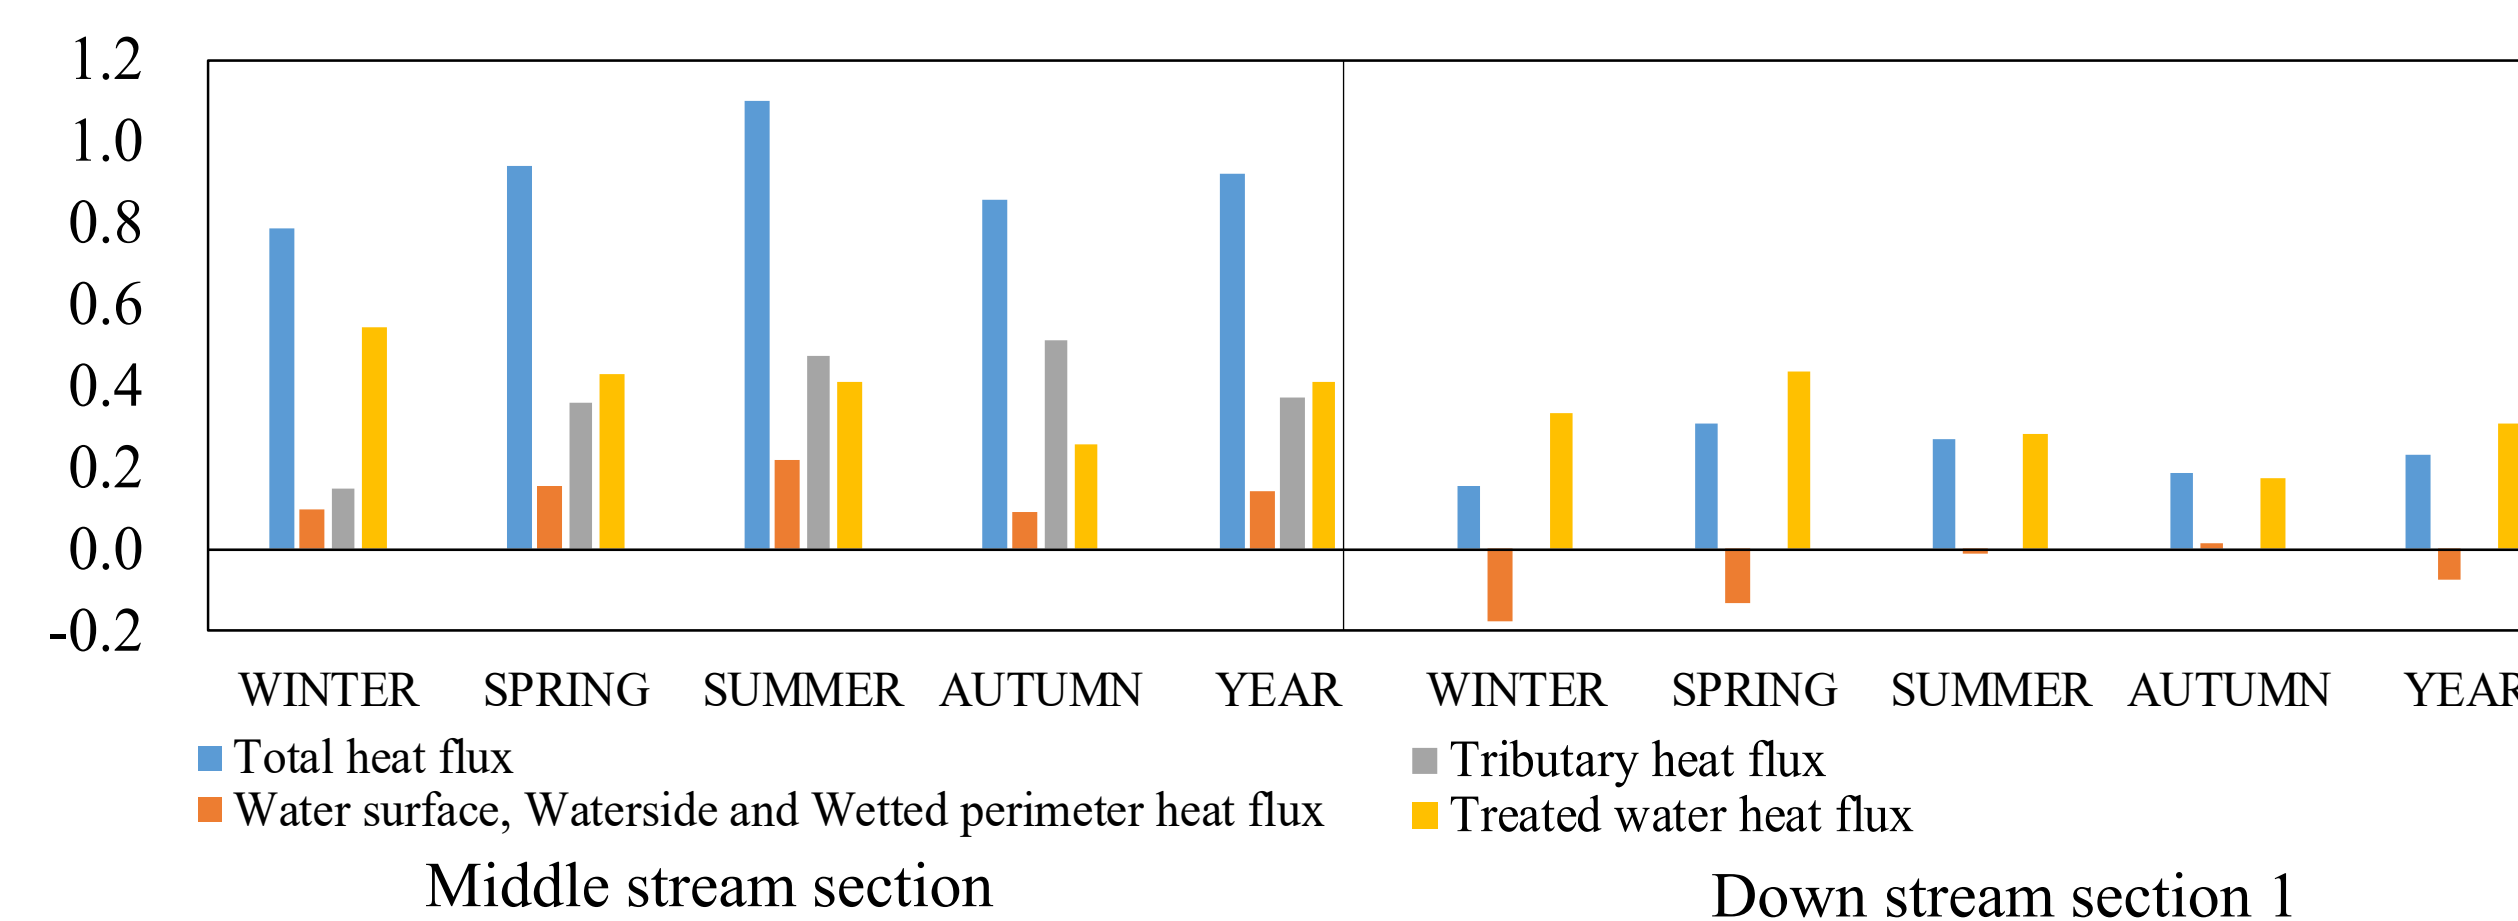 1.2
1.0
0.8
0.6
0.4
0.2
0.0
-0.2
WINTER SPRING SUMMER AUTUMN YEAR WINTER SPRING SUMMER AUTUMN YEAR
Total heat flux
Water surface, Waterside and Wetted perimeter heat flux
Tributary heat flux
Treated water heat flux
Middle stream section
Down stream section 1